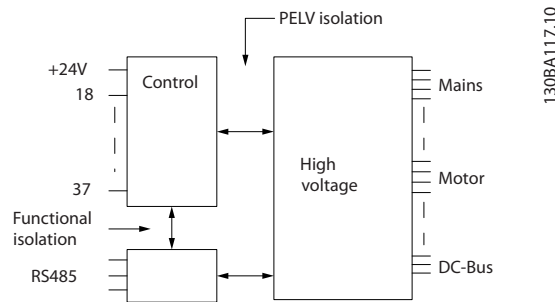 PELV isolation
130BA117.10
+24V
Control
Mains
18
High
voltage
Motor
37
Functional
isolation
RS485
DC-Bus